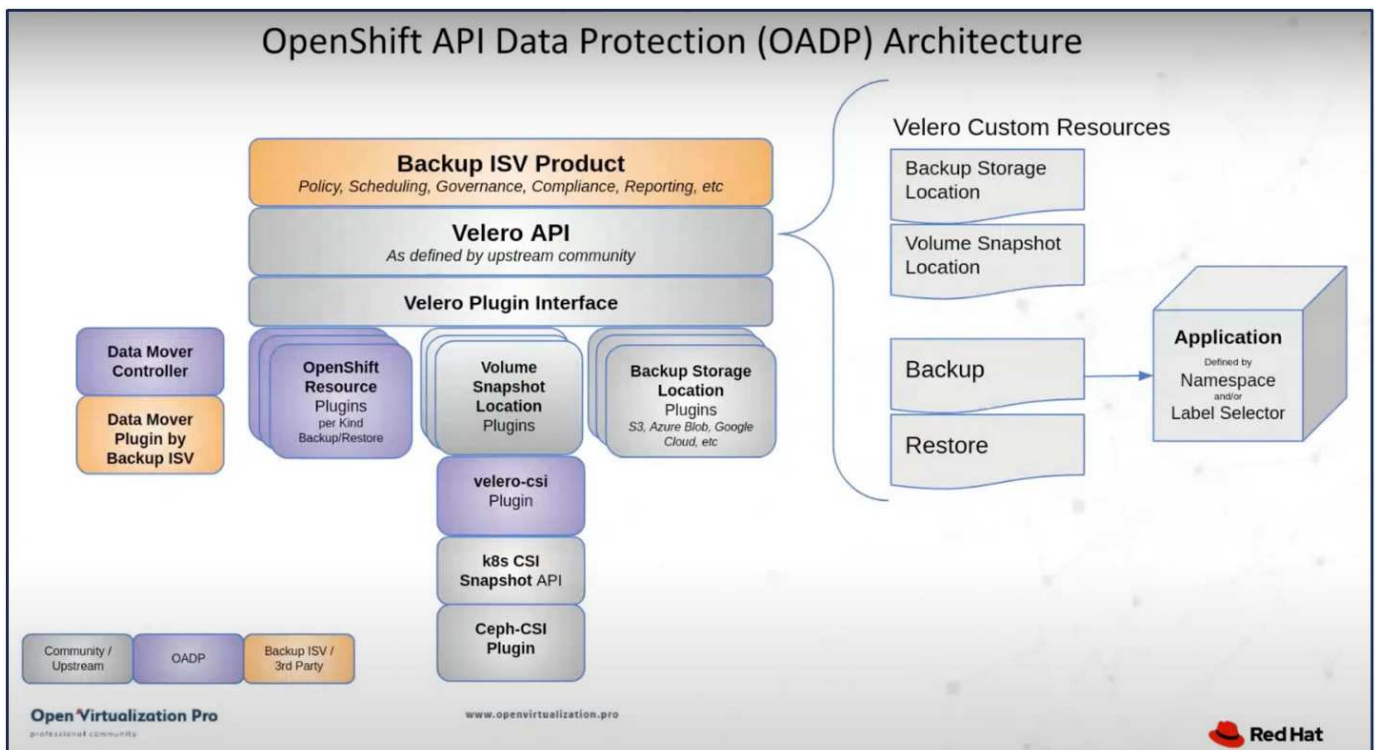 OpenShift API Data Protection (OADP) Architecture
Backup ISV Product
Policy, Scheduling, Governance, Compliance, Reporting, etc
Velero API
As defined by upstream community
Velero Plugin Interface
Data Mover
Controller
Data Mover
Plugin by
Backup ISV
OpenShift
Resource
Plugins
per Kind
Backup/Restore
Volume
Snapshot
Location
Plugins
Backup Storage
Location
Plugins
S3, Azure Blob, Google
Cloud, etc
velero-csi
Plugin
k8s CSI
Snapshot API
Ceph-CSI
Plugin
Velero Custom Resources
Backup Storage
Location
Volume Snapshot
Location
Backup
Restore
Application
Defined by
Namespace
and/or
Label Selector
Community /
Upstream
OADP
Backup ISV /
3rd Party
Open Virtualization Pro
professional community
www.openvirtualization.pro
Red Hat